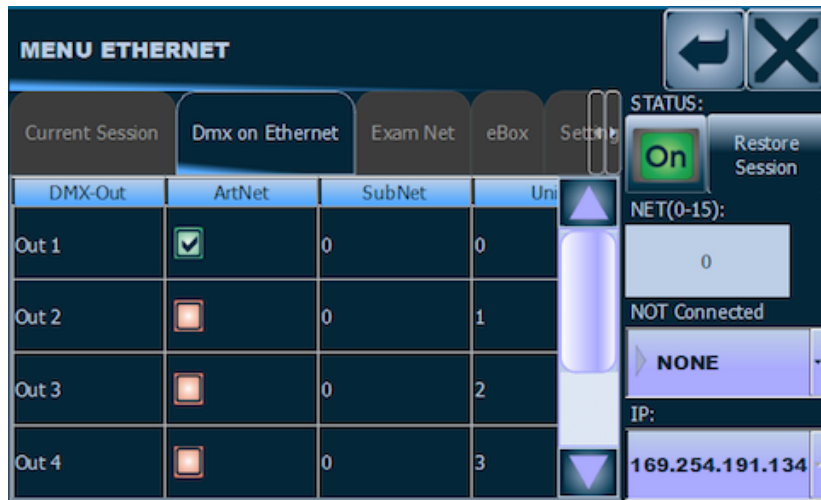 MENU ETHERNET
Current Session Dmx on Ethernet Exam Net eBox
DMX-Out ArtNet SubNet Uni
Out 1 0 0
Out 2 0 1
Out 3 0 2
Out 4 0 3
STATUS:
On Restore
Session
NET(0-15):
0
NOT Connected
NONE
IP:
169.254.191.134